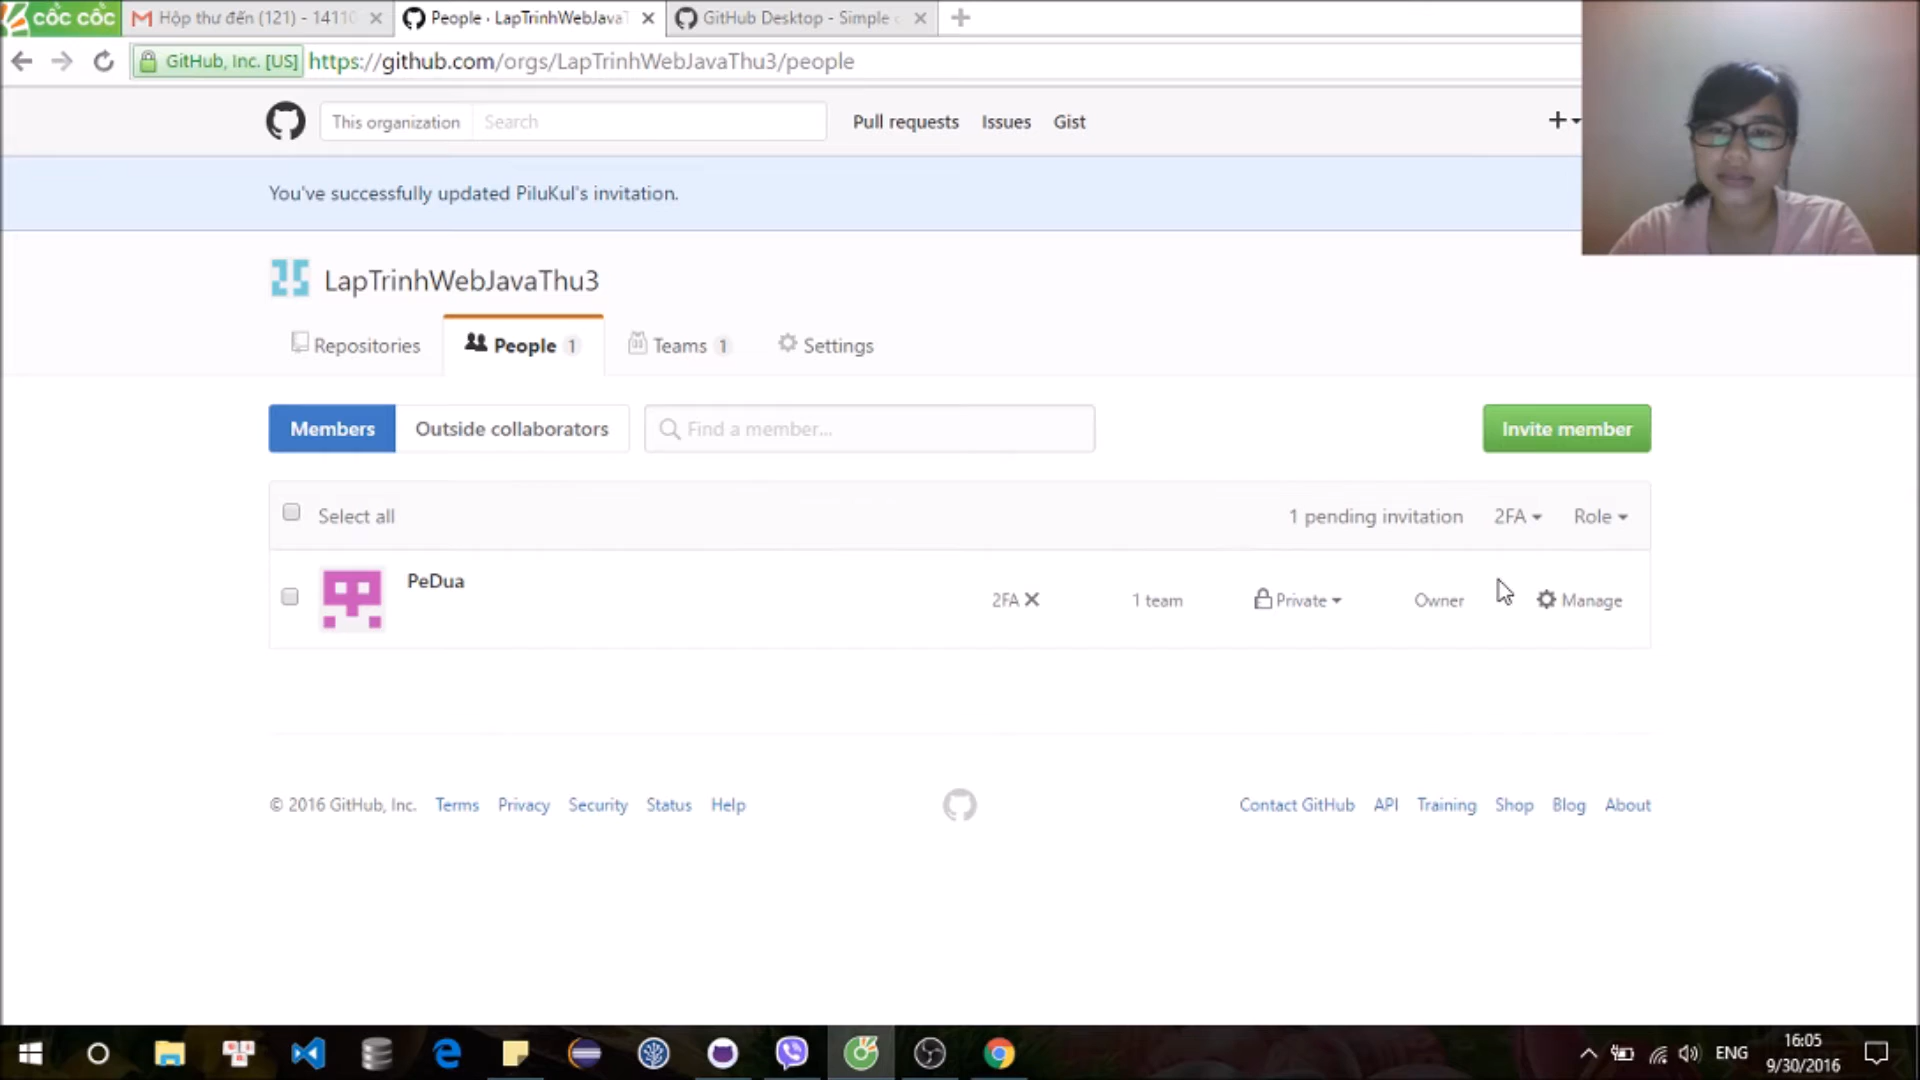 cốc cốc
Hộp thư đến (121) - 1411
People · LapTrinhWebJava
GitHub Desktop - Simple
GitHub, Inc. [US]
https://github.com/orgs/LapTrinhWebJavaThu3/people
This organization
Search
Pull requests
Issues
Gist
You've successfully updated PiluKul's invitation.
LapTrinhWebJavaThu3
Repositories
People 1
Teams 1
Settings
Members
Outside collaborators
Find a member...
Invite member
Select all
1 pending invitation
2FA
Role
PeDua
2FA
1 team
Private
Owner
Manage
© 2016 GitHub, Inc.
Terms
Privacy
Security
Status
Help
Contact GitHub
API
Training
Shop
Blog
About
ENG
16:05
9/30/2016